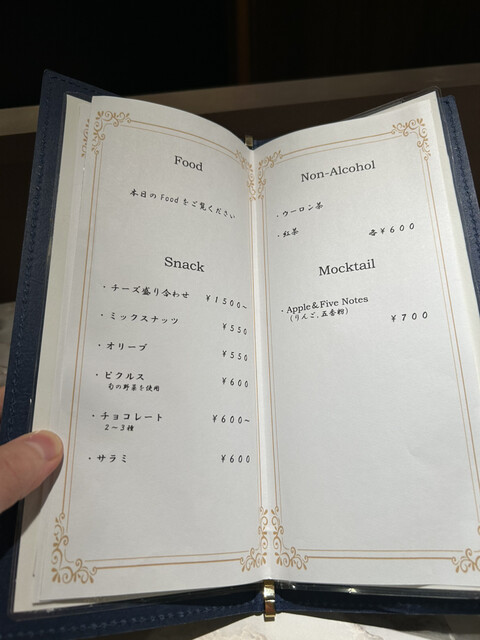 Food
本日のFoodをご覧ください
Snack
・チーズ盛り合わせ ¥1500~
・ミックスナッツ ¥550
・オリーブ ¥550
・ピクルス ¥600
旬の野菜を使用
・チョコレート ¥600~
2~3種
・サラミ ¥600
Non-Alcohol
・ウーロン茶
・紅茶 各¥600
Mocktail
・Apple&Five Notes
(りんご、五香粉) ¥700